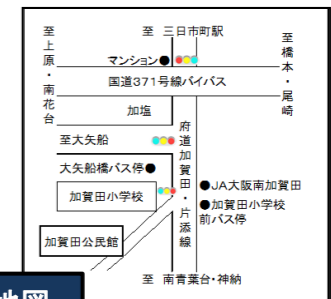 至 三日市町駅
至上原・南花台
至橋本・尾崎
マンション●
国道371号線バイパス
加塩
至大矢船
府道加賀田・片添線
大矢船橋バス停●
加賀田小学校
●JA大阪南加賀田
●加賀田小学校
前バス停
加賀田公民館
至 南青葉台・神納
地図